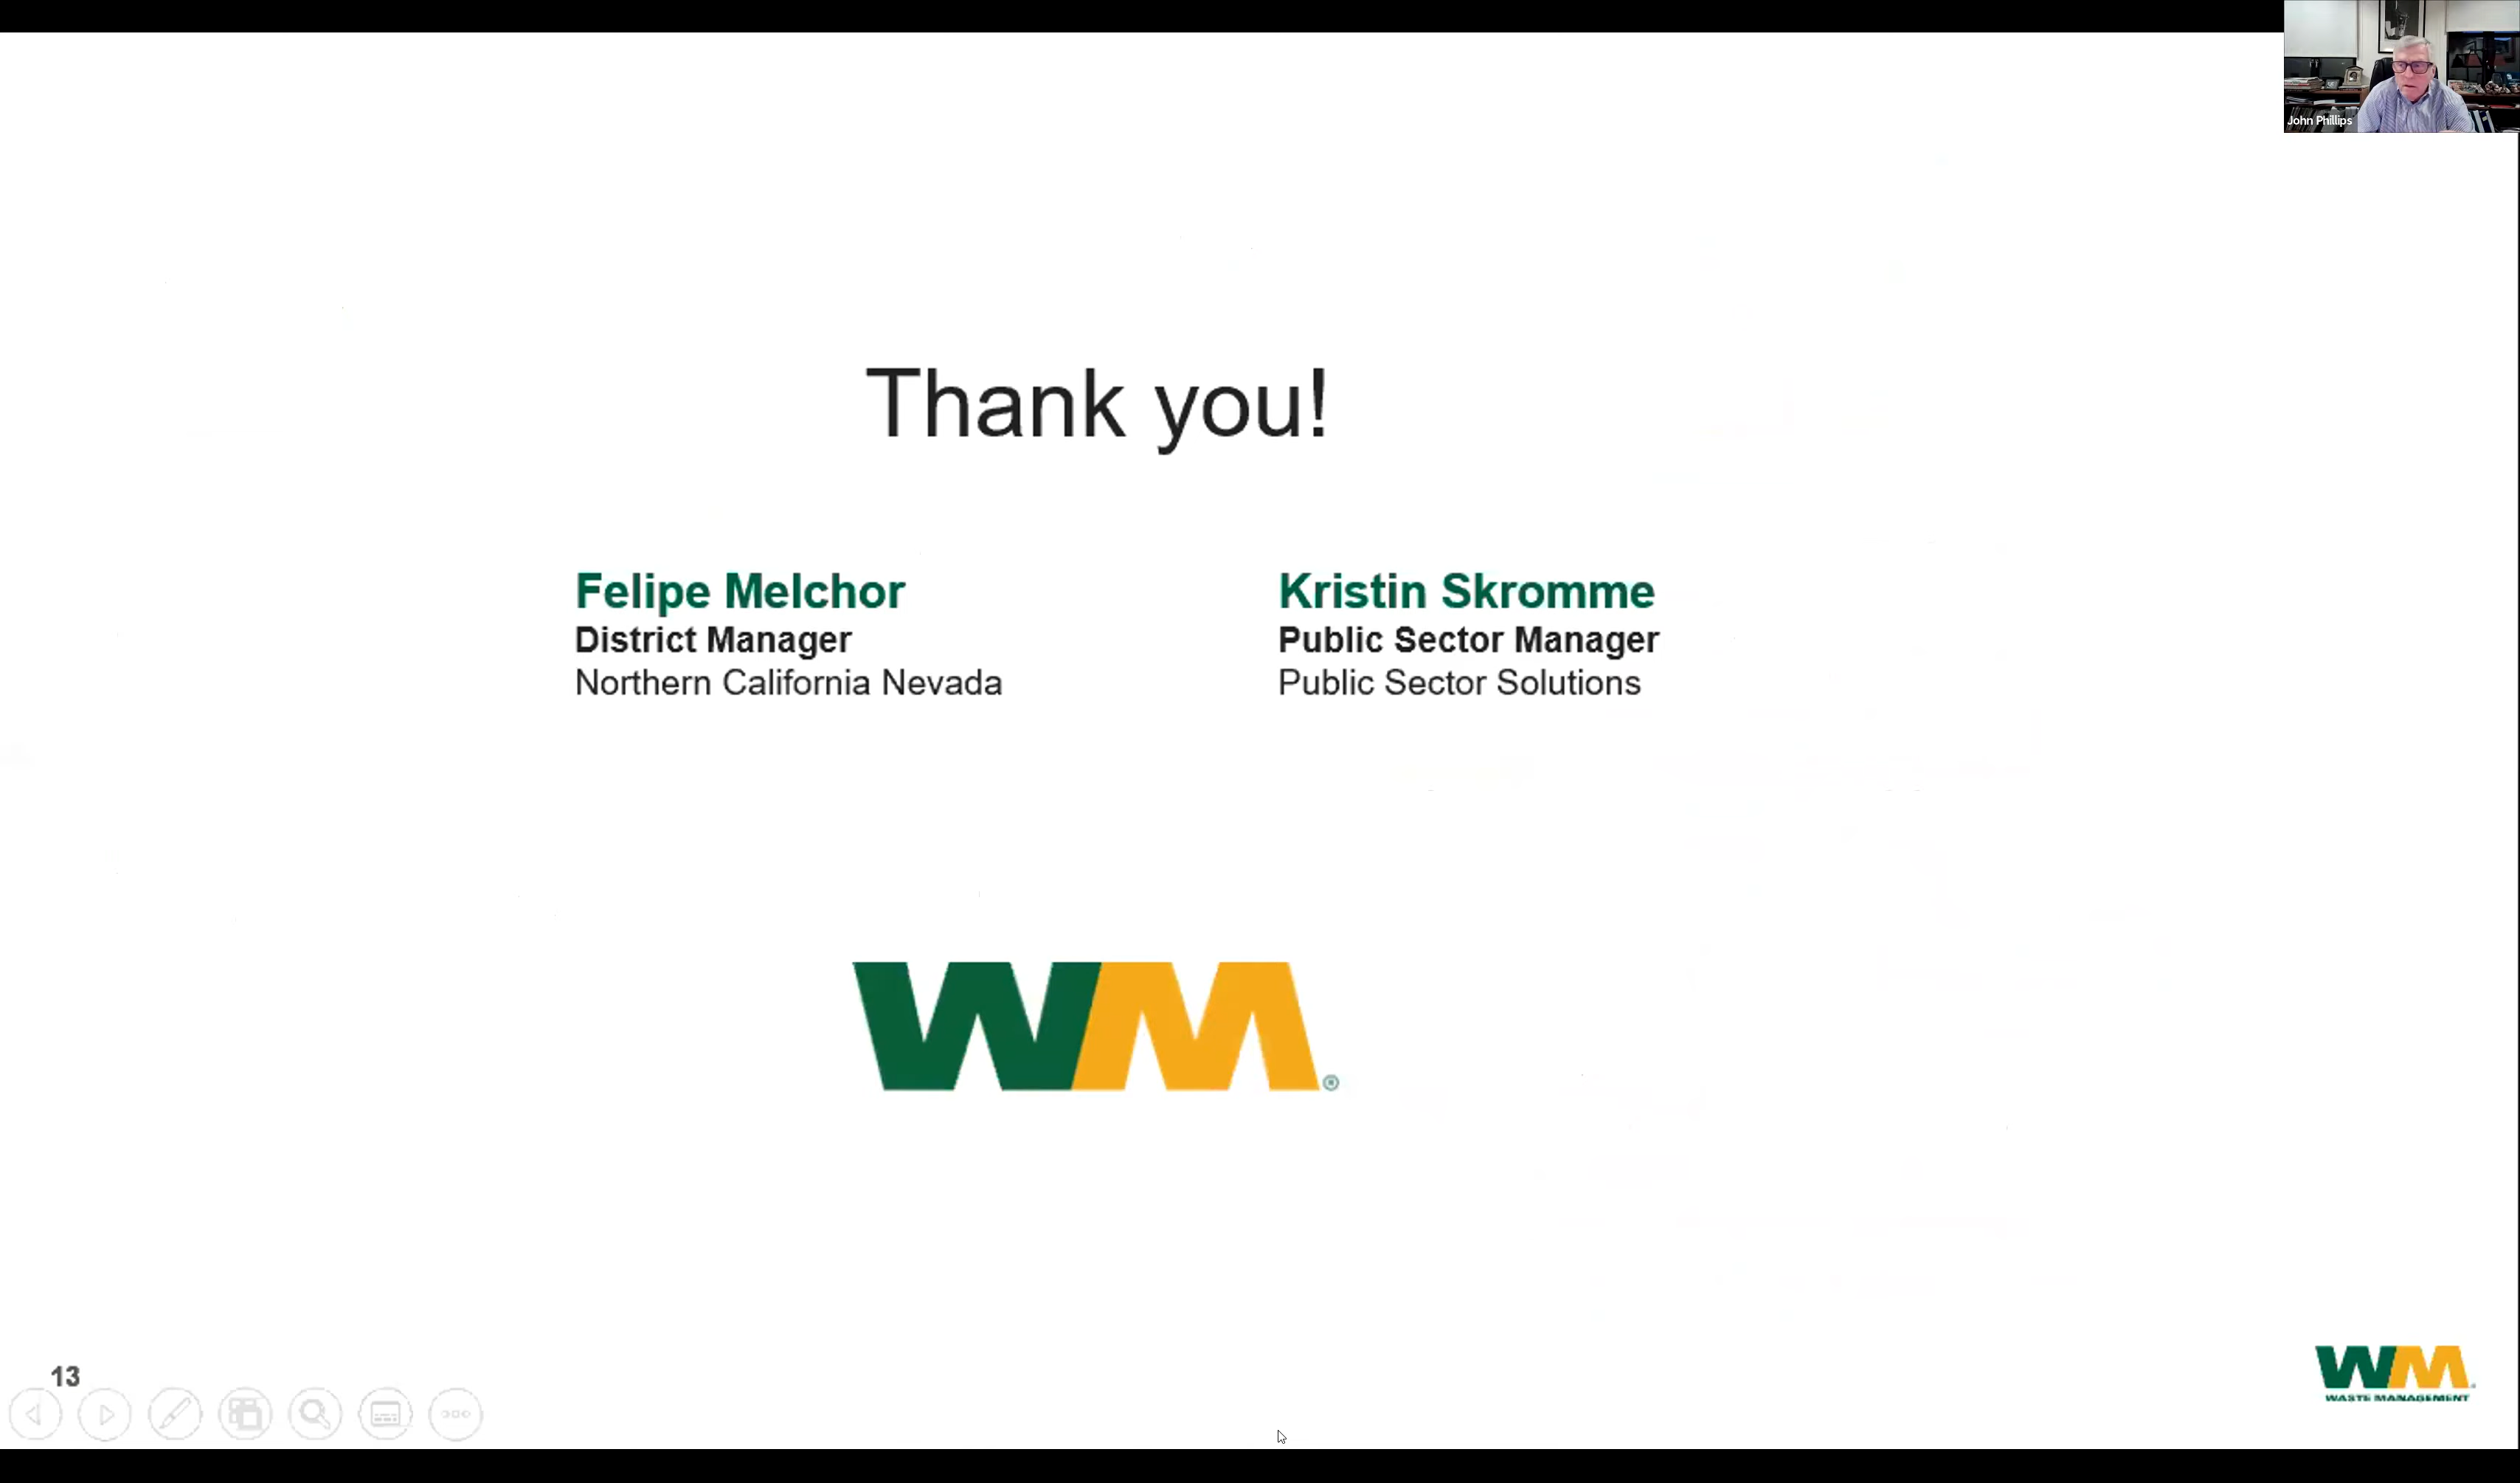 John Phillips
Thank you!
Felipe Melchor
District Manager
Northern California Nevada
Kristin Skromme
Public Sector Manager
Public Sector Solutions
WM®
13
WM
WASTE MANAGEMENT